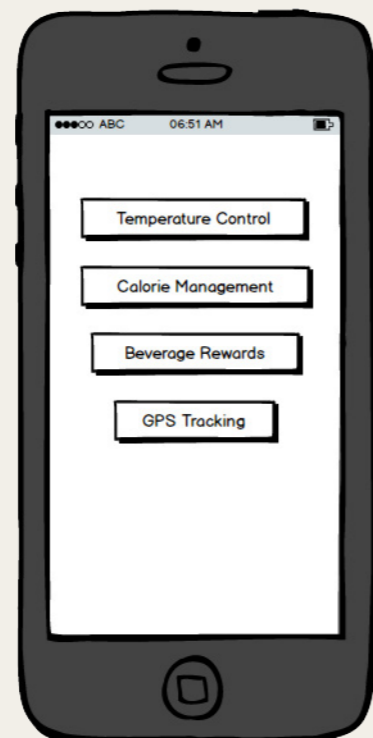 ABC 06:51 AM
Temperature Control
Calorie Management
Beverage Rewards
GPS Tracking